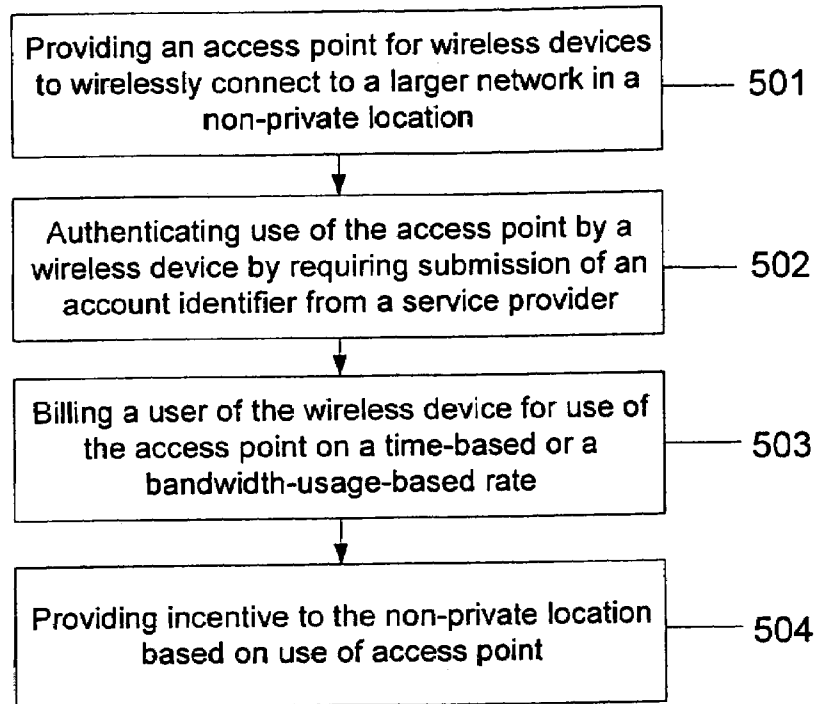 Providing an access point for wireless devices
to wirelessly connect to a larger network in a
non-private location
501
Authenticating use of the access point by a
wireless device by requiring submission of an
account identifier from a service provider
502
Billing a user of the wireless device for use of
the access point on a time-based or a
bandwidth-usage-based rate
503
Providing incentive to the non-private location
based on use of access point
504